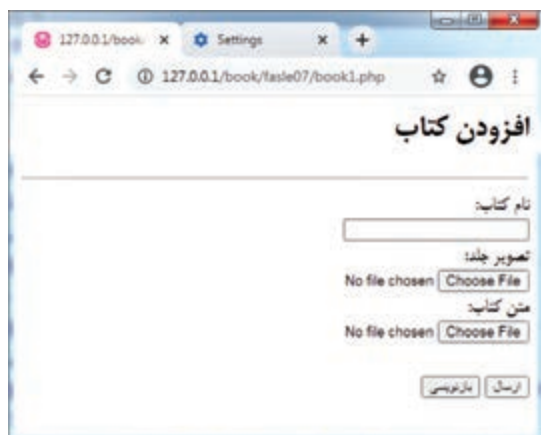 127.0.0.1/book
Settings
127.0.0.1/book/fasle07/book1.php
افزودن کتاب
نام کتاب:
تصویر جلد:
Choose File No file chosen
متن کتاب:
Choose File No file chosen
ارسال بازنویسی